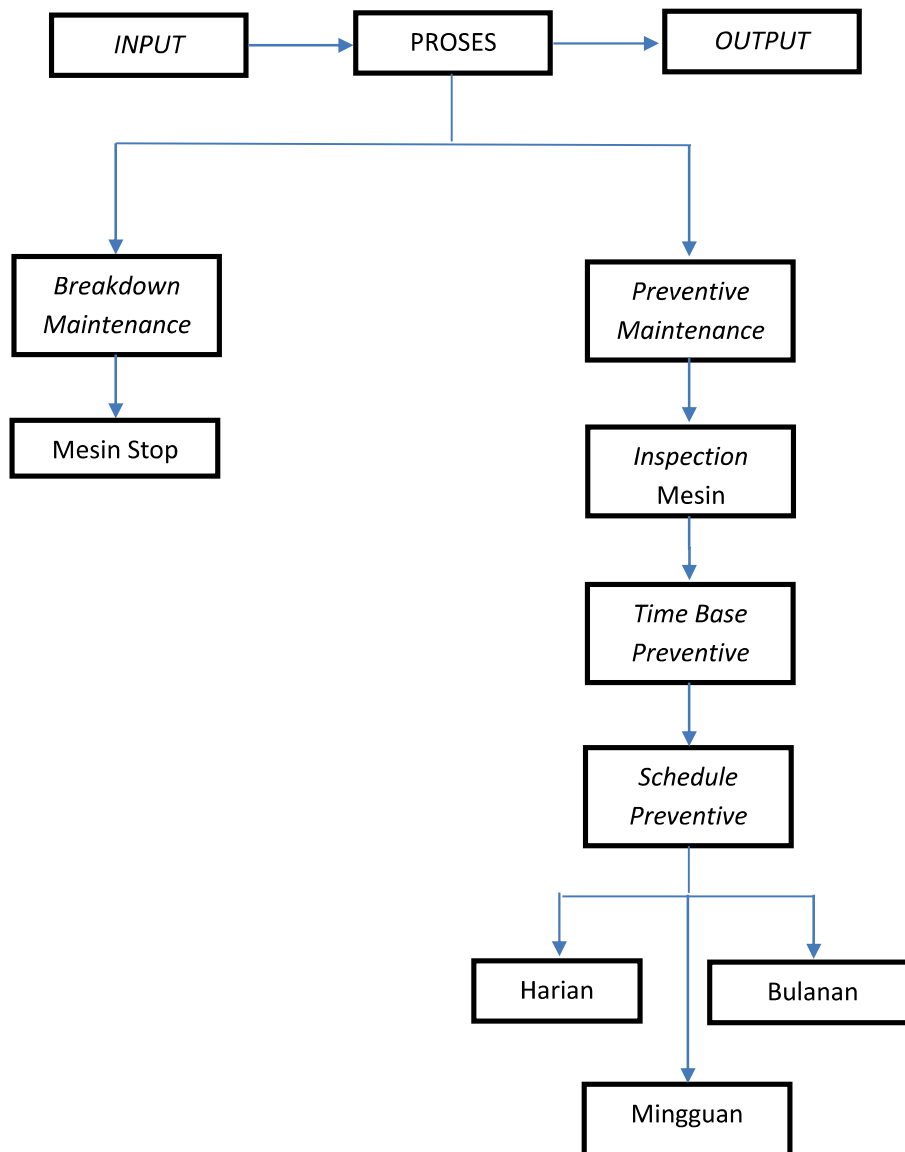 INPUT
PROSES
OUTPUT
Breakdown
Maintenance
Preventive
Maintenance
Mesin Stop
Inspection
Mesin
Time Base
Preventive
Schedule
Preventive
Harian
Bulanan
Mingguan